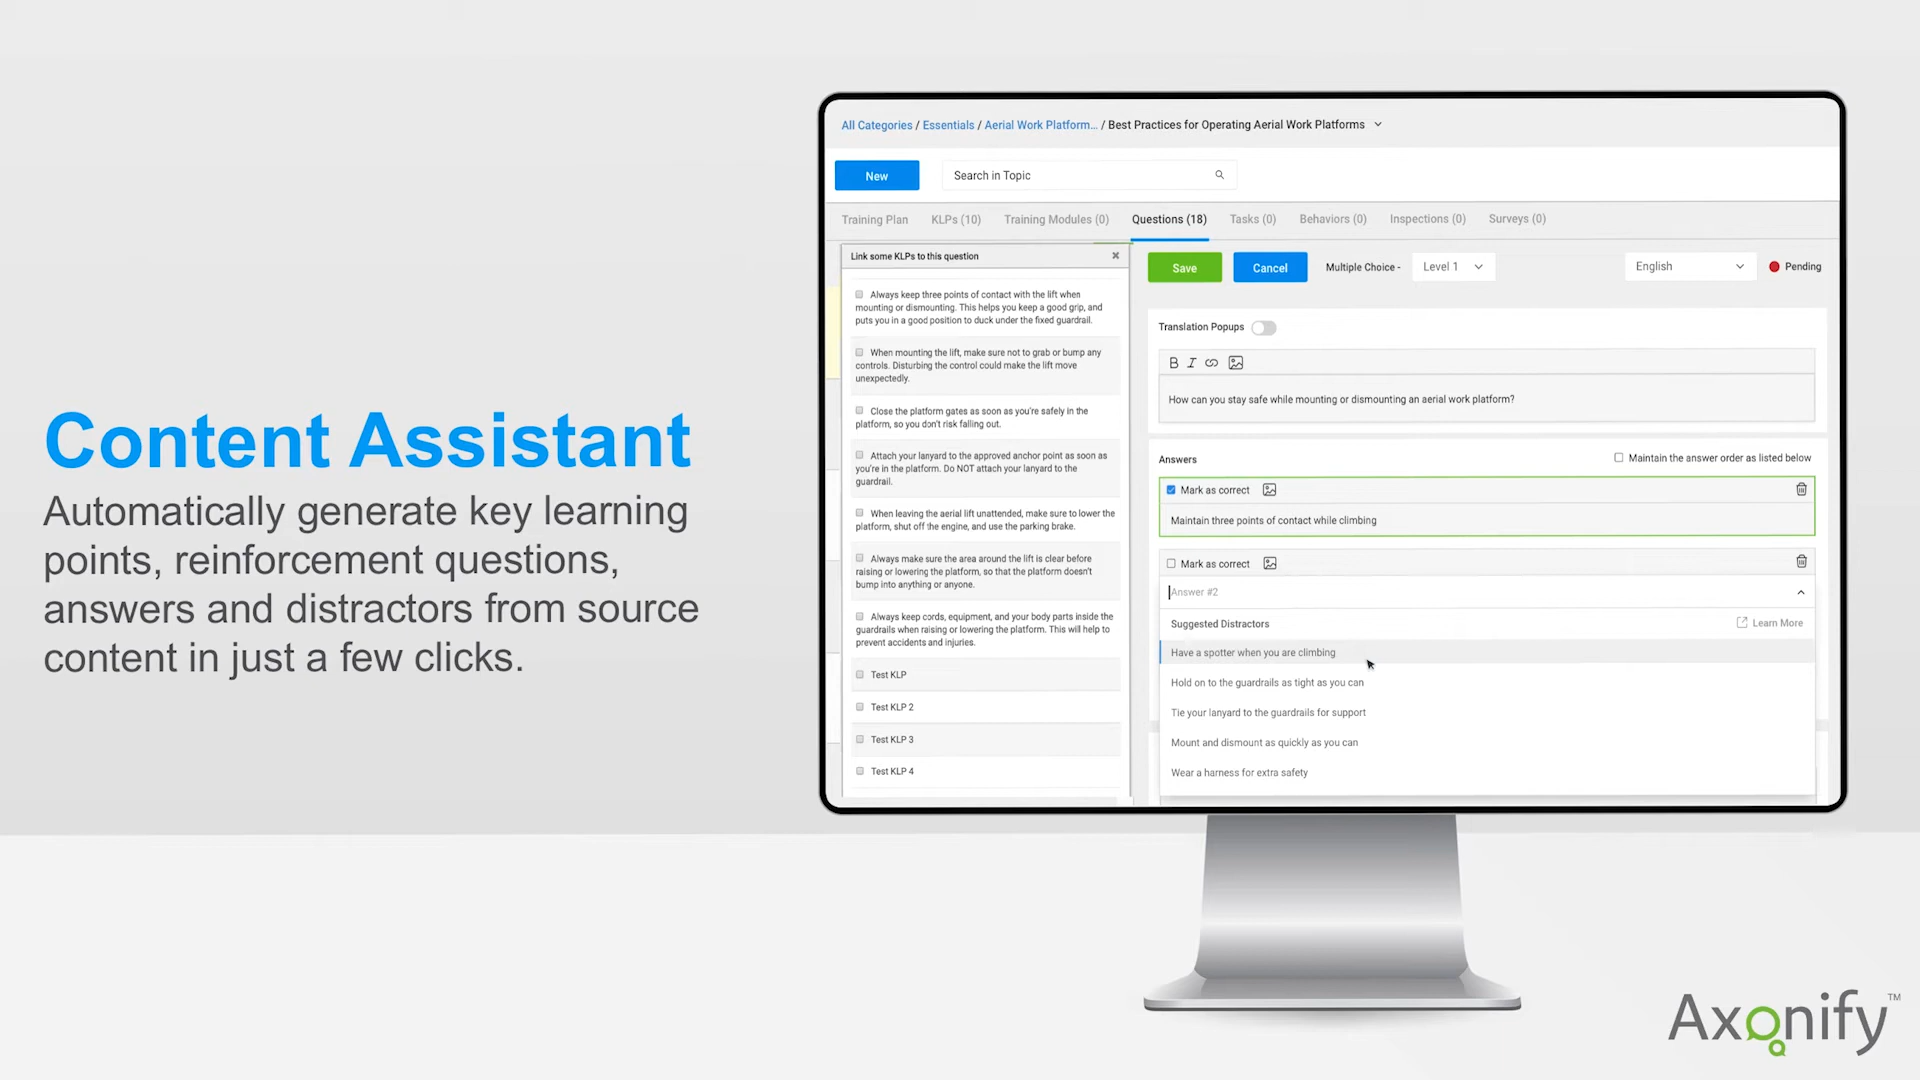 Content Assistant
Automatically generate key learning
points, reinforcement questions,
answers and distractors from source
content in just a few clicks.
All Categories / Essentials / Aerial Work Platform... / Best Practices for Operating Aerial Work Platforms
New
Search in Topic
Training Plan
KLPs (10)
Training Modules (0)
Questions (18)
Tasks (0)
Behaviors (0)
Inspections (0)
Surveys (0)
Link some KLPs to this question
Always keep three points of contact with the lift when
mounting or dismounting. This helps you keep a good grip, and
puts you in a good position to duck under the fixed guardrail.
When mounting the lift, make sure not to grab or bump any
controls. Disturbing the control could make the lift move
unexpectedly.
Close the platform gates as soon as you're safely in the
platform, so you don't risk falling out.
Attach your lanyard to the approved anchor point as soon as
you're in the platform. Do NOT attach your lanyard to the
guardrail.
When leaving the aerial lift unattended, make sure to lower the
platform, shut off the engine, and use the parking brake.
Always make sure the area around the lift is clear before
raising or lowering the platform, so that the platform doesn't
bump into anything or anyone.
Always keep cords, equipment, and your body parts inside the
guardrails when raising or lowering the platform. This will help to
prevent accidents and injuries.
Test KLP
Test KLP 2
Test KLP 3
Test KLP 4
Save
Cancel
Multiple Choice -
Level 1
English
Pending
Translation Popups
B I
How can you stay safe while mounting or dismounting an aerial work platform?
Answers
Maintain the answer order as listed below
Mark as correct
Maintain three points of contact while climbing
Mark as correct
Answer #2
Suggested Distractors
Learn More
Have a spotter when you are climbing
Hold on to the guardrails as tight as you can
Tie your lanyard to the guardrails for support
Mount and dismount as quickly as you can
Wear a harness for extra safety
Axonify™